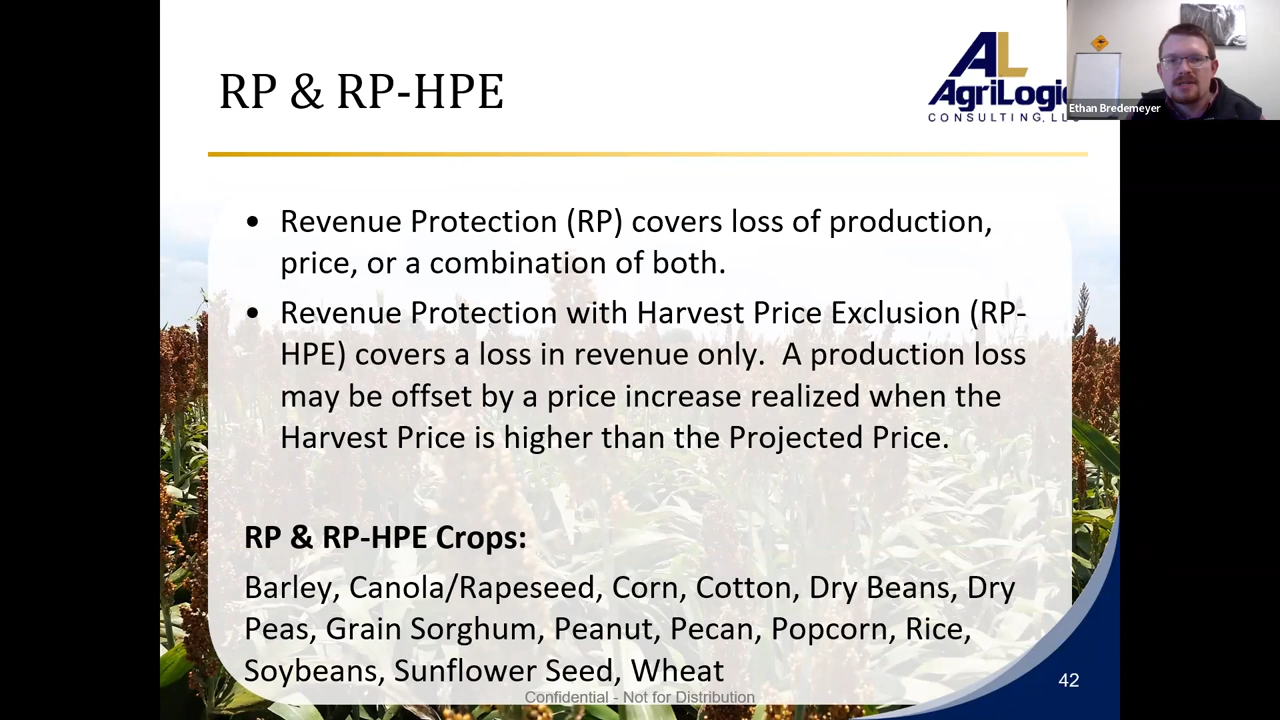 RP & RP-HPE
AL
AgriLogic
CONSULTING, LL
Ethan Bredemeyer
• Revenue Protection (RP) covers loss of production,
price, or a combination of both.
• Revenue Protection with Harvest Price Exclusion (RP-
HPE) covers a loss in revenue only.  A production loss
may be offset by a price increase realized when the
Harvest Price is higher than the Projected Price.
RP & RP-HPE Crops:
Barley, Canola/Rapeseed, Corn, Cotton, Dry Beans, Dry
Peas, Grain Sorghum, Peanut, Pecan, Popcorn, Rice,
Soybeans, Sunflower Seed, Wheat
Confidential - Not for Distribution
42